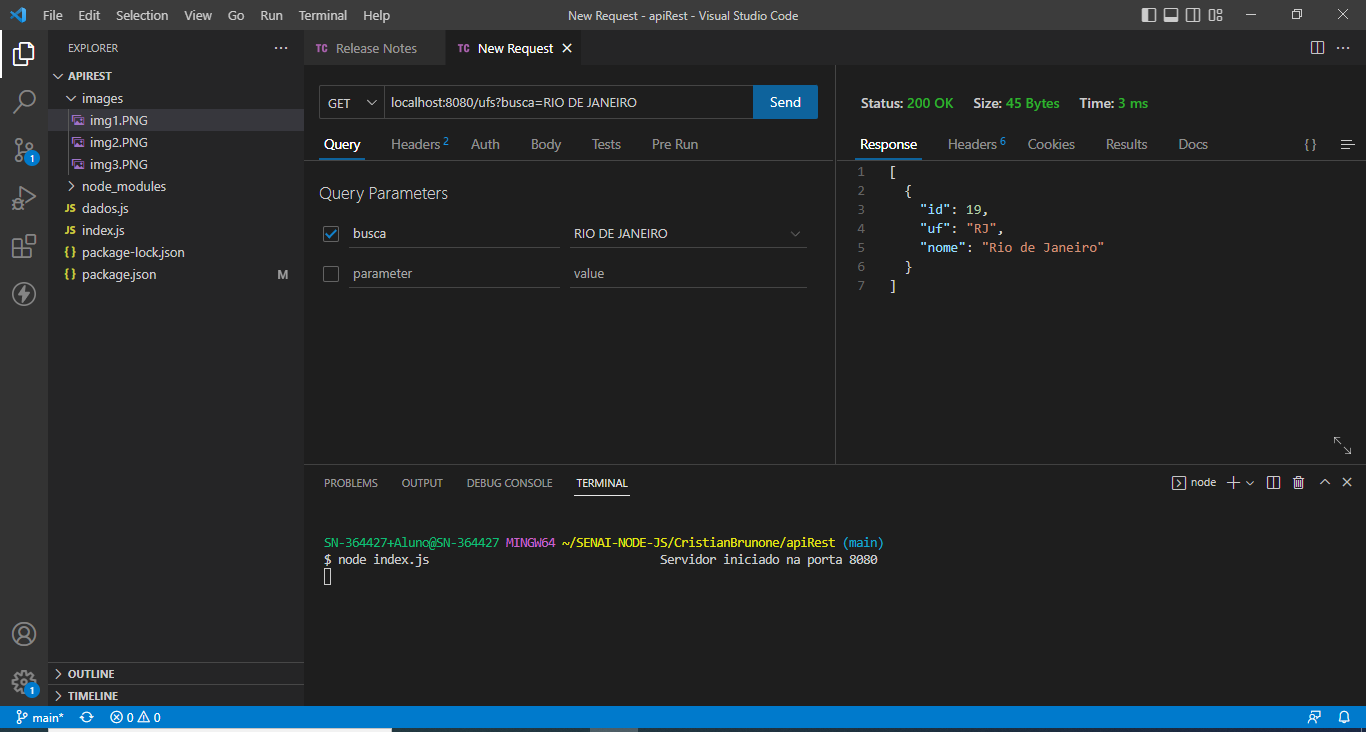 File Edit Selection View Go Run Terminal Help New Request - apiRest - Visual Studio Code
EXPLORER
APIREST
images
img1.PNG
img2.PNG
img3.PNG
node_modules
JS dados.js
JS index.js
{} package-lock.json
{} package.json M
OUTLINE
TIMELINE
1
1
TC Release Notes TC New Request
GET localhost:8080/ufs?busca=RIO DE JANEIRO Send
Query Headers 2 Auth Body Tests Pre Run
Query Parameters
busca RIO DE JANEIRO
parameter value
Status: 200 OK Size: 45 Bytes Time: 3 ms
Response Headers 6 Cookies Results Docs {}
1 [
2 {
3 "id": 19,
4 "uf": "RJ",
5 "nome": "Rio de Janeiro"
6 }
7 ]
PROBLEMS OUTPUT DEBUG CONSOLE TERMINAL node
SN-364427+Aluno@SN-364427 MINGW64 ~/SENAI-NODE-JS/CristianBrunone/apiRest (main)
$ node index.js Servidor iniciado na porta 8080
main* 0 0